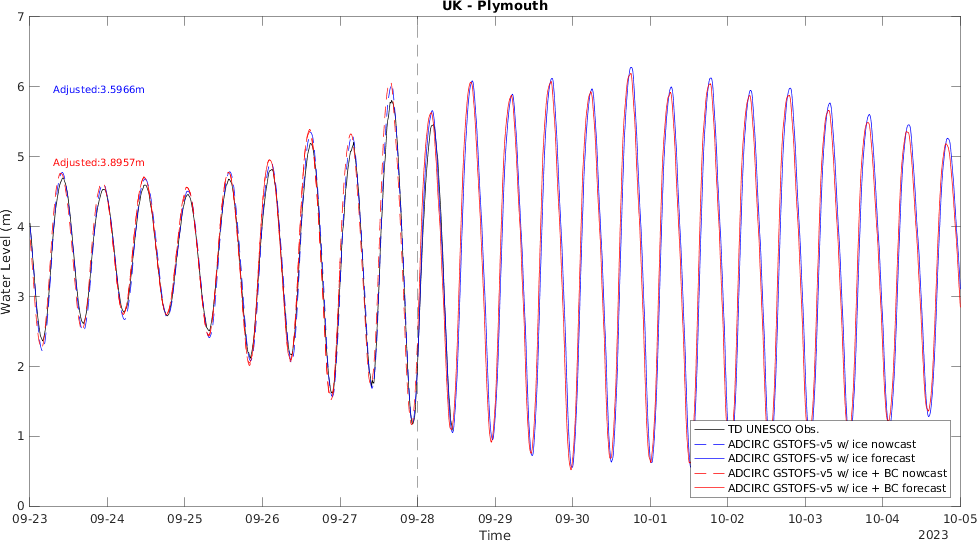 UK - Plymouth
7
6
5
4
3
2
1
0
Water Level (m)
Adjusted:3.5966m
Adjusted:3.8957m
TD UNESCO Obs.
ADCIRC GSTOFS-v5 w/ ice nowcast
ADCIRC GSTOFS-v5 w/ ice forecast
ADCIRC GSTOFS-v5 w/ ice + BC nowcast
ADCIRC GSTOFS-v5 w/ ice + BC forecast
09-23 09-24 09-25 09-26 09-27 09-28 09-29 09-30 10-01 10-02 10-03 10-04 10-05
Time
2023